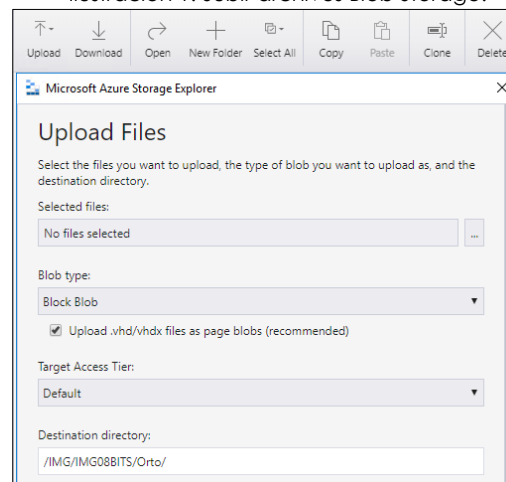 Upload Download Open New Folder Select All Copy Paste Clone Delete
Microsoft Azure Storage Explorer
Upload Files
Select the files you want to upload, the type of blob you want to upload as, and the
destination directory.
Selected files:
No files selected ...
Blob type:
Block Blob
Upload .vhd/vhdx files as page blobs (recommended)
Target Access Tier:
Default
Destination directory:
/IMG/IMG08BITS/Orto/